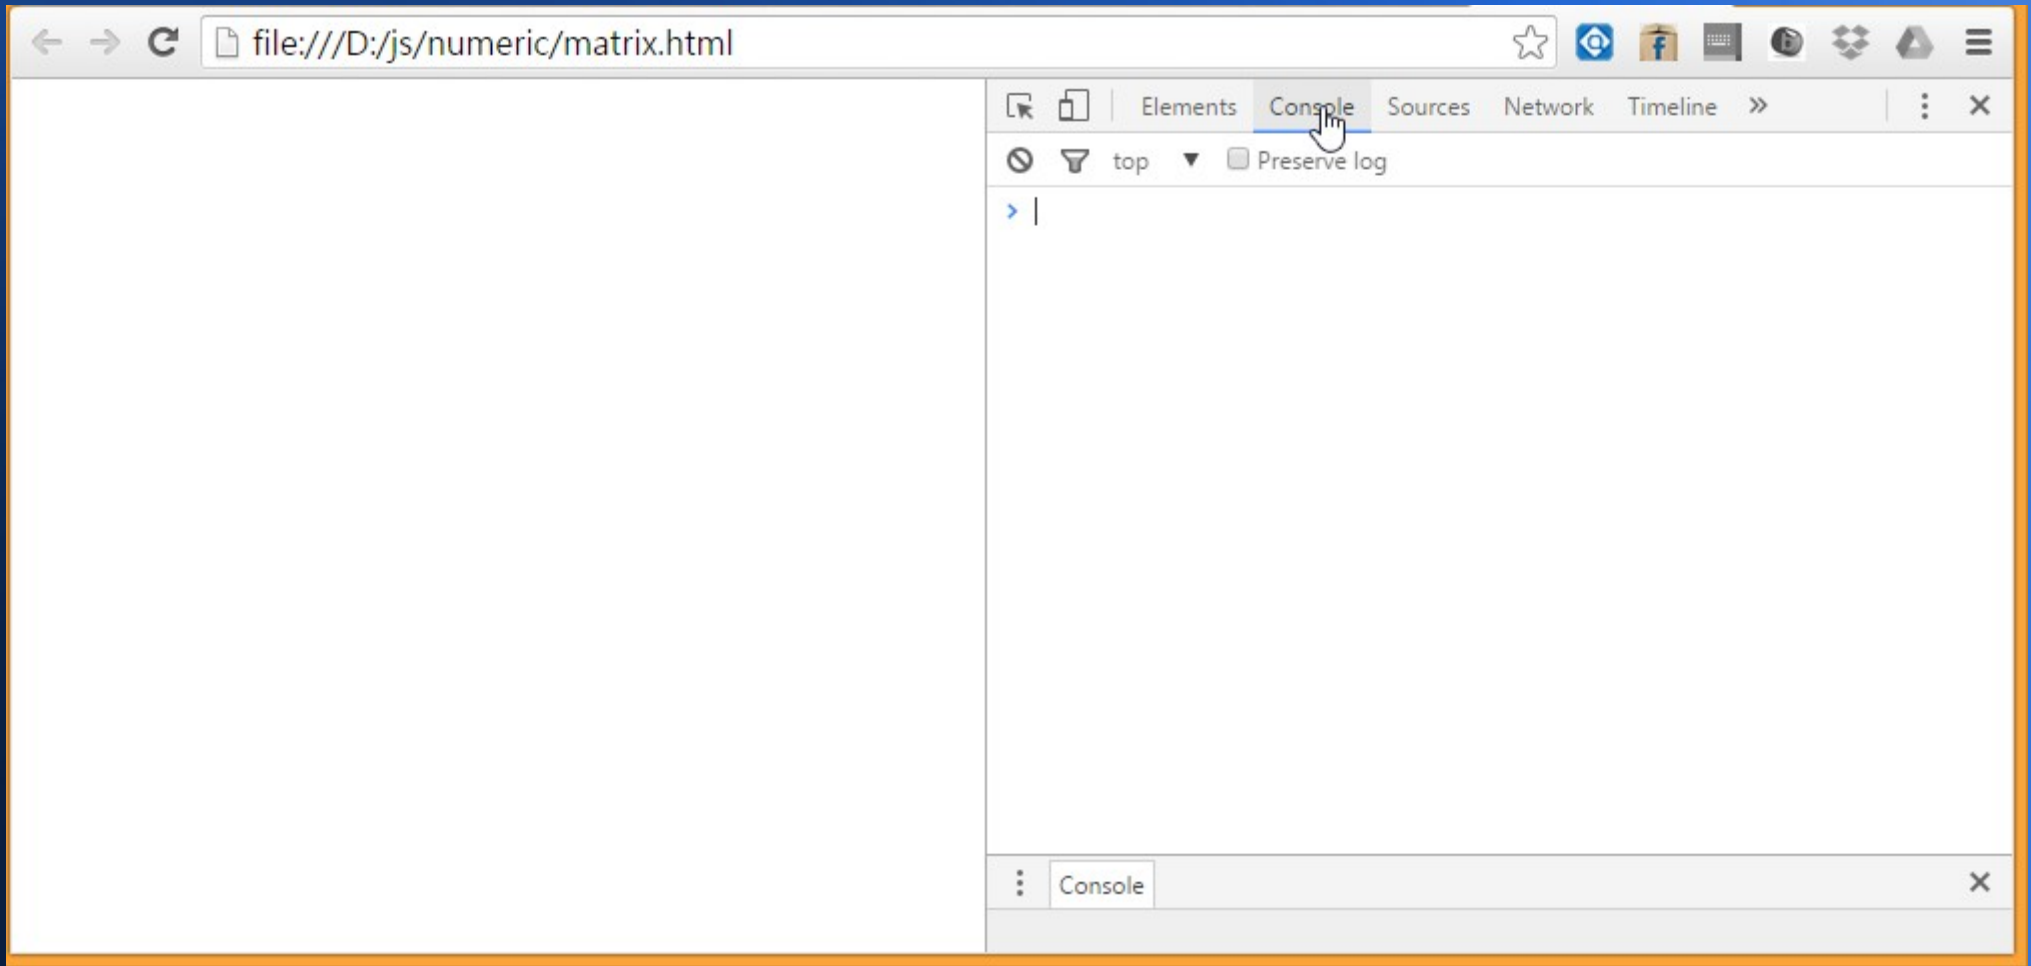 file:///D:/js/numeric/matrix.html
Elements Console Sources Network Timeline »
top Preserve log
>
Console